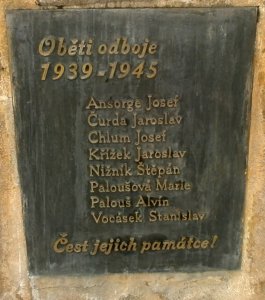 Oběti odboje
1939-1945
Ansorge Josef
Čurda Jaroslav
Chlum Josef
Křížek Jaroslav
Nižník Štěpán
Paloušová Marie
Palouš Alvín
Vocásek Stanislav
Čest jejich památce!